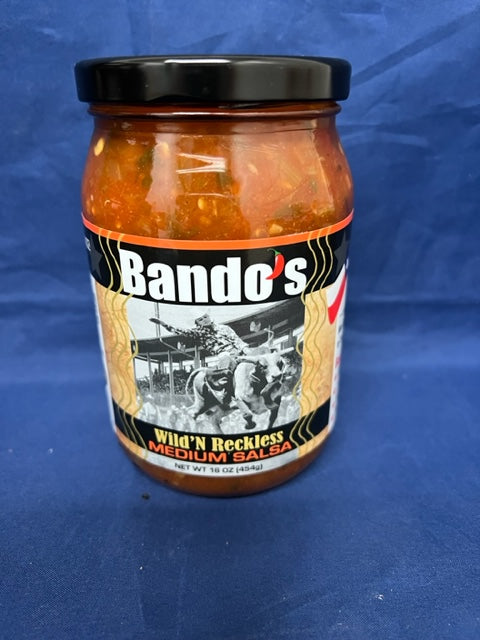 Bando's
Wild'N Reckless
MEDIUM SALSA
NET WT 16 OZ (454g)